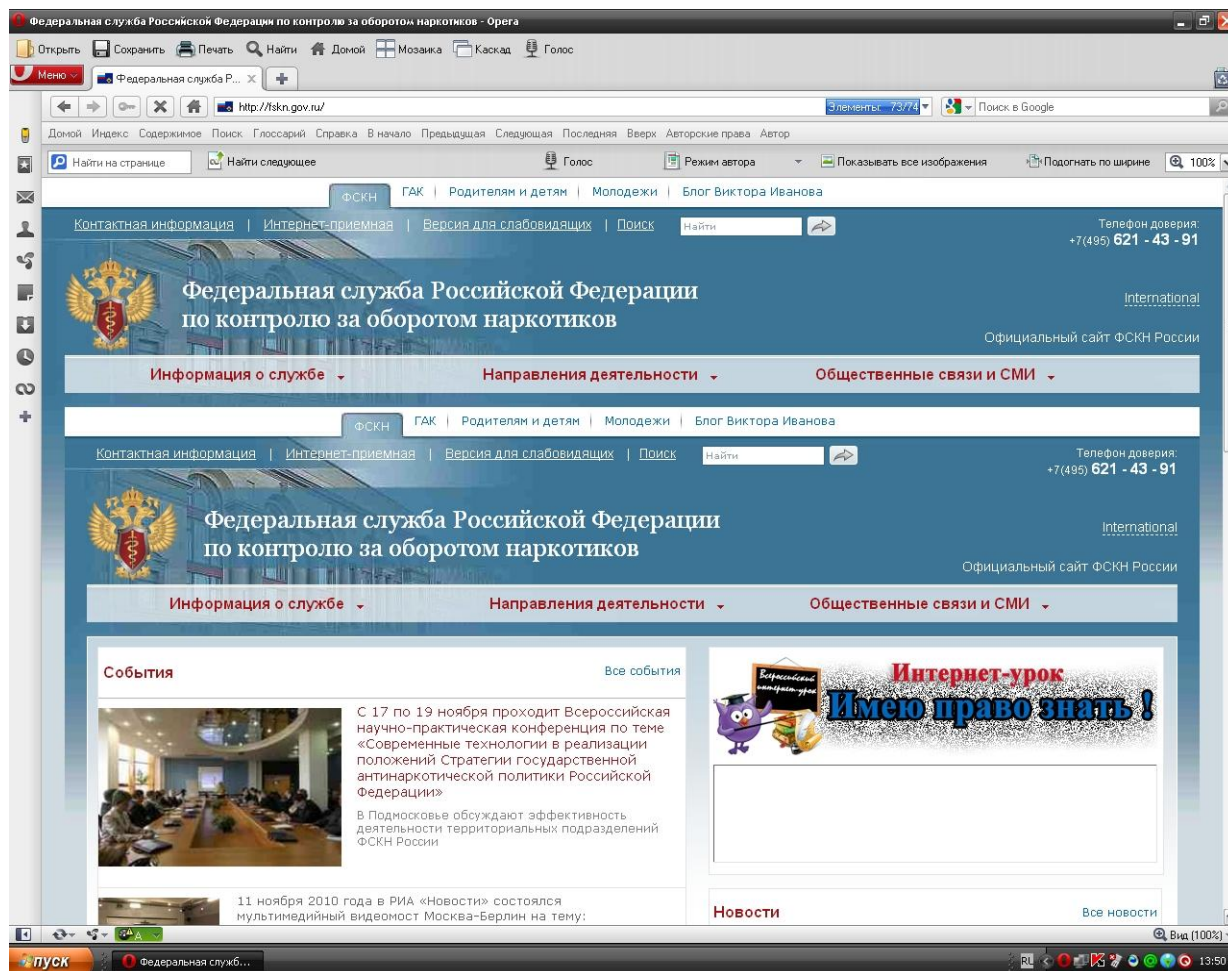 Федеральная служба Российской Федерации по контролю за оборотом наркотиков - Opera
Открыть Сохранить Печать Найти Домой Мозаика Каскад Голос
Меню Федеральная служба Р...
http://fskn.gov.ru/ Элементы: 73/74 Поиск в Google
Домой Индекс Содержимое Поиск Глоссарий Справка В начало Предыдущая Следующая Последняя Вверх Авторские права Автор
Найти на странице Найти следующее Голос Режим автора Показывать все изображения Подогнать по ширине 100%
ФСКН ГАК | Родителям и детям | Молодежи | Блог Виктора Иванова
Контактная информация | Интернет-приемная | Версия для слабовидящих | Поиск Найти
Телефон доверия:
+7(495) 621 - 43 - 91
Федеральная служба Российской Федерации
по контролю за оборотом наркотиков
International
Официальный сайт ФСКН России
Информация о службе Направления деятельности Общественные связи и СМИ
ФСКН ГАК | Родителям и детям | Молодежи | Блог Виктора Иванова
Контактная информация | Интернет-приемная | Версия для слабовидящих | Поиск Найти
Телефон доверия:
+7(495) 621 - 43 - 91
Федеральная служба Российской Федерации
по контролю за оборотом наркотиков
International
Официальный сайт ФСКН России
Информация о службе Направления деятельности Общественные связи и СМИ
События Все события
С 17 по 19 ноября проходит Всероссийская
научно-практическая конференция по теме
«Современные технологии в реализации
положений Стратегии государственной
антинаркотической политики Российской
Федерации»
В Подмосковье обсуждают эффективность
деятельности территориальных подразделений
ФСКН России
11 ноября 2010 года в РИА «Новости» состоялся
мультимедийный видеомост Москва-Берлин на тему:
Всероссийский
интернет-урок
Интернет-урок
Имею право знать !
Новости Все новости
Вид (100%)
пуск Федеральная служб... RU 13:50